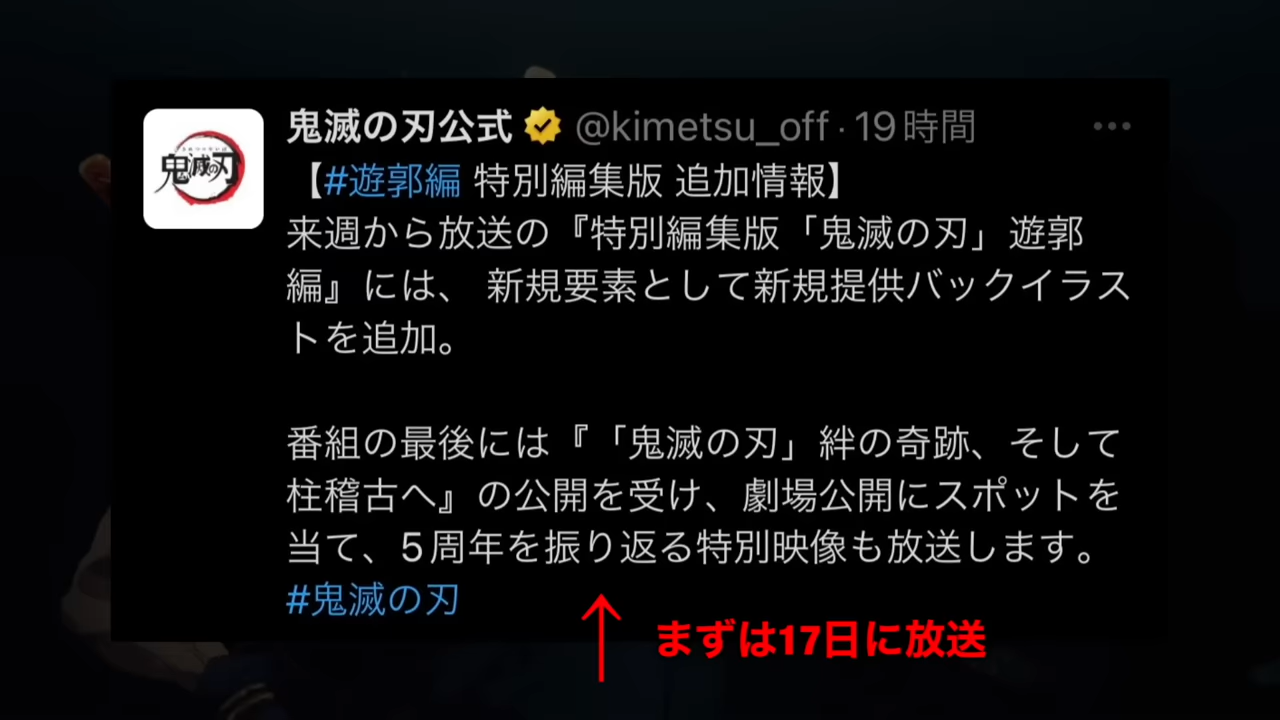 鬼滅の刃
鬼滅の刃公式 @kimetsu_off·19時間
【#遊郭編 特別編集版 追加情報】
来週から放送の『特別編集版「鬼滅の刃」遊郭
編』には、 新規要素として新規提供バックイラス
トを追加。
番組の最後には『「鬼滅の刃」絆の奇跡、そして
柱稽古へ』の公開を受け、劇場公開にスポットを
当て、5周年を振り返る特別映像も放送します。
#鬼滅の刃
まずは17日に放送